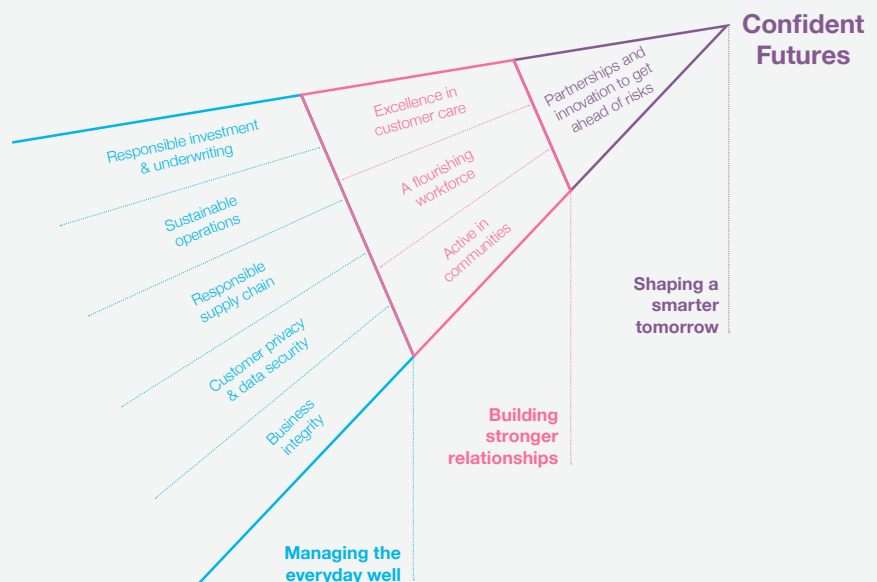 Confident
Futures
Partnerships and
innovation to get
ahead of risks
Excellence in
customer care
A flourishing
workforce
Active in
communities
Responsible investment
& underwriting
Sustainable
operations
Responsible
supply chain
Customer privacy
& data security
Business
integrity
Shaping a
smarter
tomorrow
Building
stronger
relationships
Managing the
everyday well